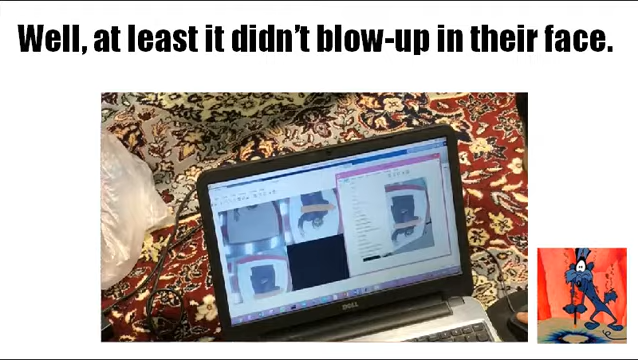 Well, at least it didn't blow-up in their face.
DELL